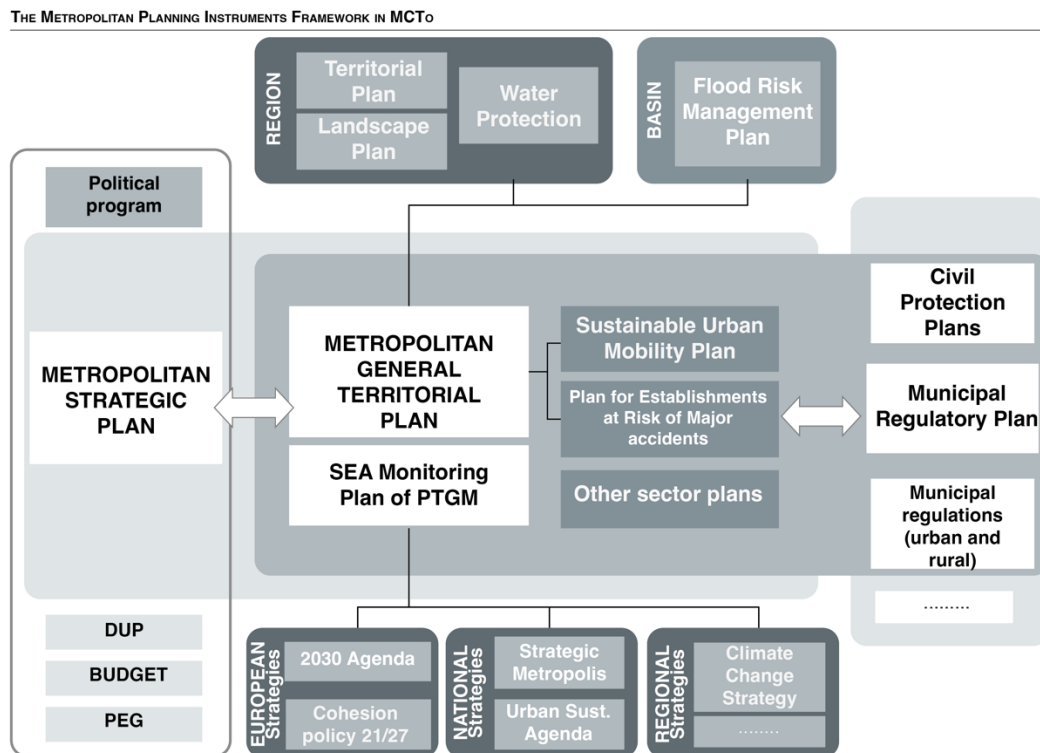 The Metropolitan Planning Instruments Framework in MCTo
REGION
Territorial
Plan
Landscape
Plan
Water
Protection
BASIN
Flood Risk
Management
Plan
Political
program
METROPOLITAN
STRATEGIC
PLAN
METROPOLITAN
GENERAL
TERRITORIAL
PLAN
SEA Monitoring
Plan of PTGM
Sustainable Urban
Mobility Plan
Plan for Establishments
at Risk of Major
accidents
Other sector plans
Civil
Protection
Plans
Municipal
Regulatory Plan
Municipal
regulations
(urban and
rural)
.........
DUP
BUDGET
PEG
EUROPEAN
Strategies
2030 Agenda
Cohesion
policy 21/27
NATIONAL
Strategies
Strategic
Metropolis
Urban Sust.
Agenda
REGIONAL
Strategies
Climate
Change
Strategy
........